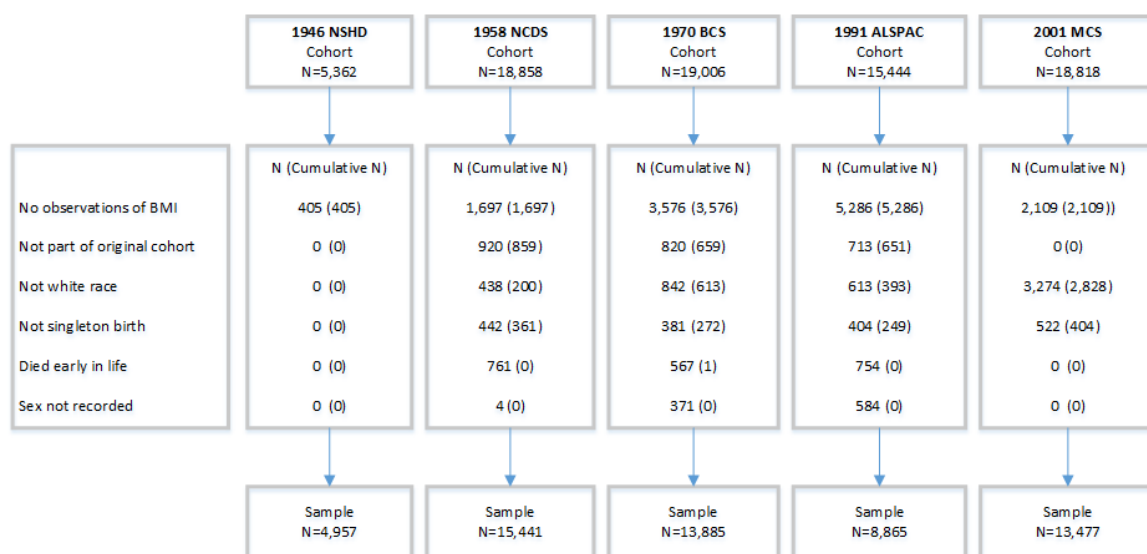 1946 NSHD
Cohort
N=5,362
1958 NCDS
Cohort
N=18,858
1970 BCS
Cohort
N=19,006
1991 ALSPAC
Cohort
N=15,444
2001 MCS
Cohort
N=18,818
N (Cumulative N) N (Cumulative N) N (Cumulative N) N (Cumulative N) N (Cumulative N)
No observations of BMI 405 (405) 1,697 (1,697) 3,576 (3,576) 5,286 (5,286) 2,109 (2,109))
Not part of original cohort 0 (0) 920 (859) 820 (659) 713 (651) 0 (0)
Not white race 0 (0) 438 (200) 842 (613) 613 (393) 3,274 (2,828)
Not singleton birth 0 (0) 442 (361) 381 (272) 404 (249) 522 (404)
Died early in life 0 (0) 761 (0) 567 (1) 754 (0) 0 (0)
Sex not recorded 0 (0) 4 (0) 371 (0) 584 (0) 0 (0)
Sample
N=4,957
Sample
N=15,441
Sample
N=13,885
Sample
N=8,865
Sample
N=13,477